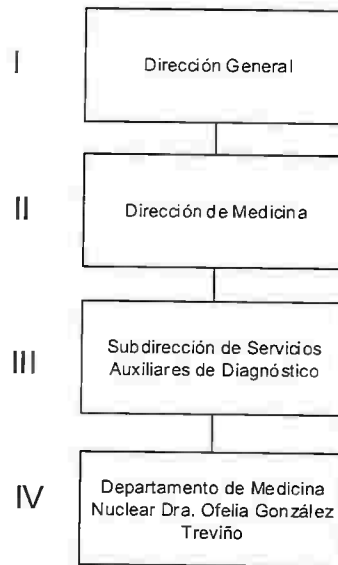 I
Dirección General
II
Dirección de Medicina
III
Subdirección de Servicios
Auxiliares de Diagnóstico
IV
Departamento de Medicina
Nuclear Dra. Ofelia González
Treviño